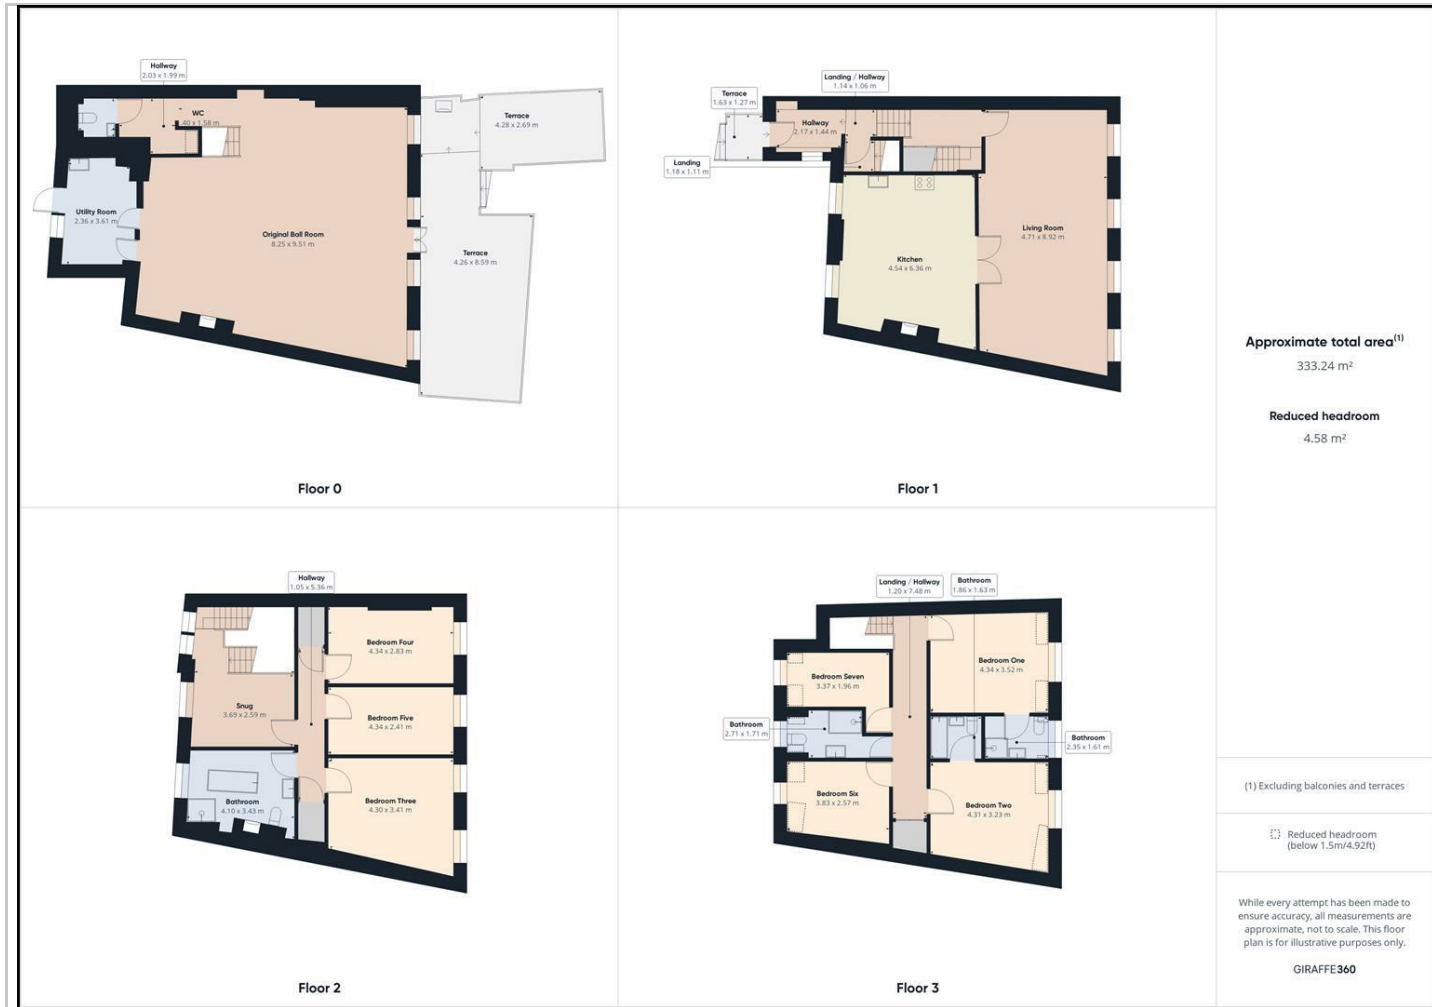 Hallway
2.03 x 1.99 m
WC
.40 x 1.58 m
Terrace
4.28 x 2.69 m
Utility Room
2.36 x 3.61 m
Original Ball Room
8.25 x 9.51 m
Terrace
4.26 x 8.59 m
Floor 0
Landing / Hallway
1.14 x 1.06 m
Terrace
1.63 x 1.27 m
Hallway
2.17 x 1.44 m
Landing
1.18 x 1.11 m
Living Room
4.71 x 8.92 m
Kitchen
4.54 x 6.36 m
Floor 1
Approximate total area(1)
333.24 m²
Reduced headroom
4.58 m²
Hallway
1.05 x 5.36 m
Bedroom Four
4.34 x 2.83 m
Snug
3.69 x 2.59 m
Bedroom Five
4.34 x 2.41 m
Bathroom
4.10 x 3.43 m
Bedroom Three
4.30 x 3.41 m
Floor 2
Landing / Hallway
1.20 x 7.48 m
Bathroom
1.86 x 1.63 m
Bedroom One
4.34 x 3.52 m
Bedroom Seven
3.37 x 1.96 m
Bathroom
2.71 x 1.71 m
Bathroom
2.35 x 1.61 m
Bedroom Six
3.83 x 2.57 m
Bedroom Two
4.31 x 3.23 m
Floor 3
(1) Excluding balconies and terraces
Reduced headroom
(below 1.5m/4.92ft)
While every attempt has been made to
ensure accuracy, all measurements are
approximate, not to scale. This floor
plan is for illustrative purposes only.
GIRAFFE360